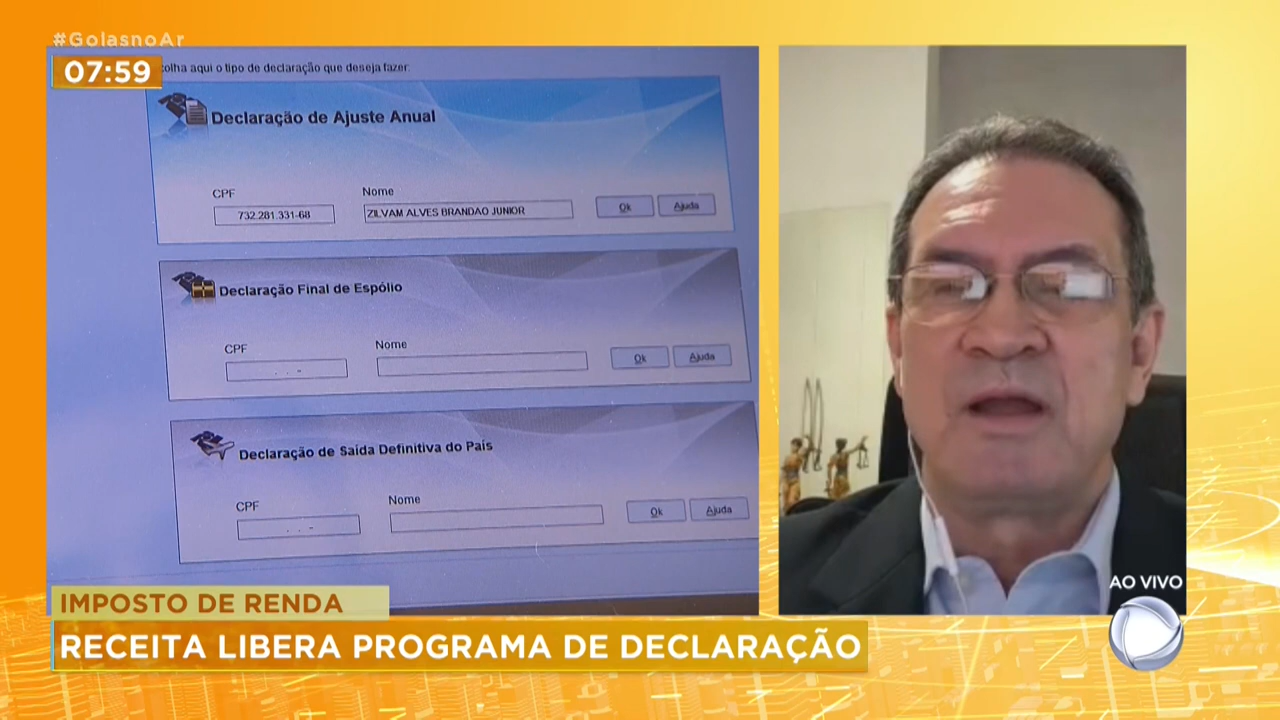 #GoiásnoAr
07:59
colha aqui o tipo de declaração que deseja fazer:
Declaração de Ajuste Anual
CPF
Nome
732.281.331-68
ZILVAM ALVES BRANDAO JUNIOR
Ok
Ajuda
Declaração Final de Espólio
CPF
Nome
Ok
Ajuda
Declaração de Saída Definitiva do País
CPF
Nome
Ok
Ajuda
AO VIVO
IMPOSTO DE RENDA
RECEITA LIBERA PROGRAMA DE DECLARAÇÃO